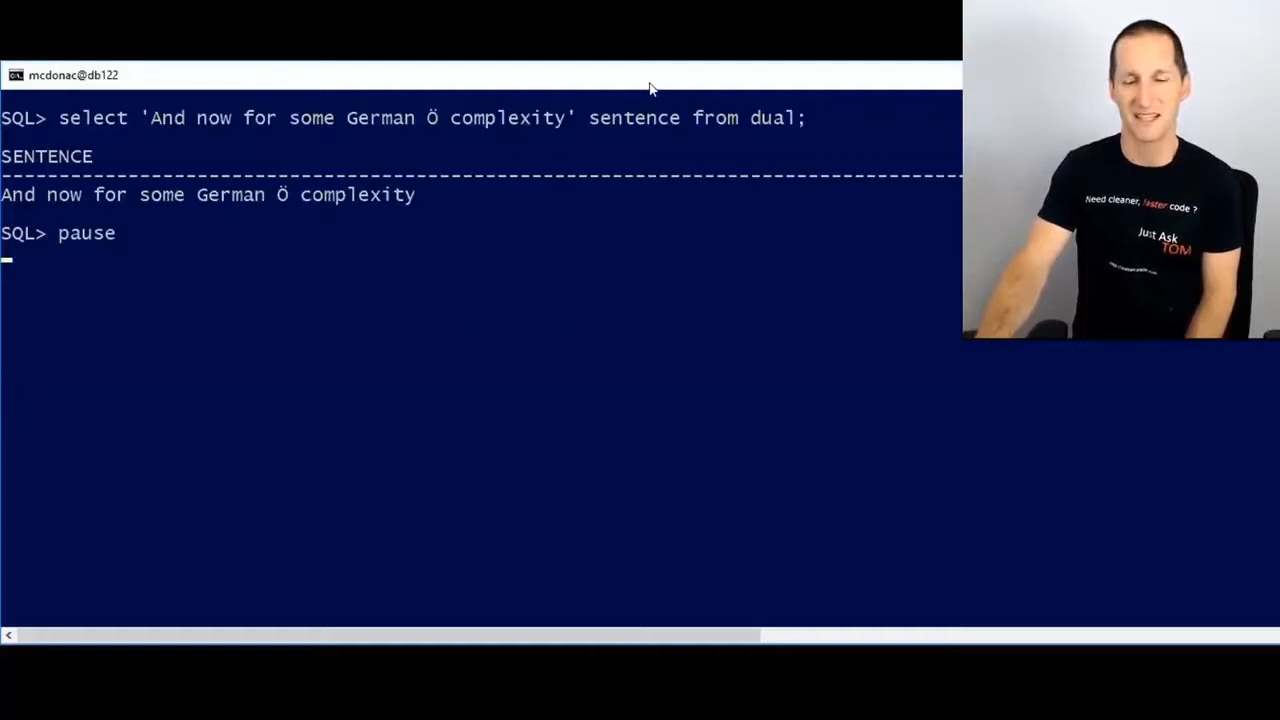 mcdonac@db122
SQL> select 'And now for some German Ö complexity' sentence from dual;
SENTENCE
--------------------------------------------------------------------------------
And now for some German Ö complexity
SQL> pause
Need cleaner, faster code ?
Just Ask
TOM